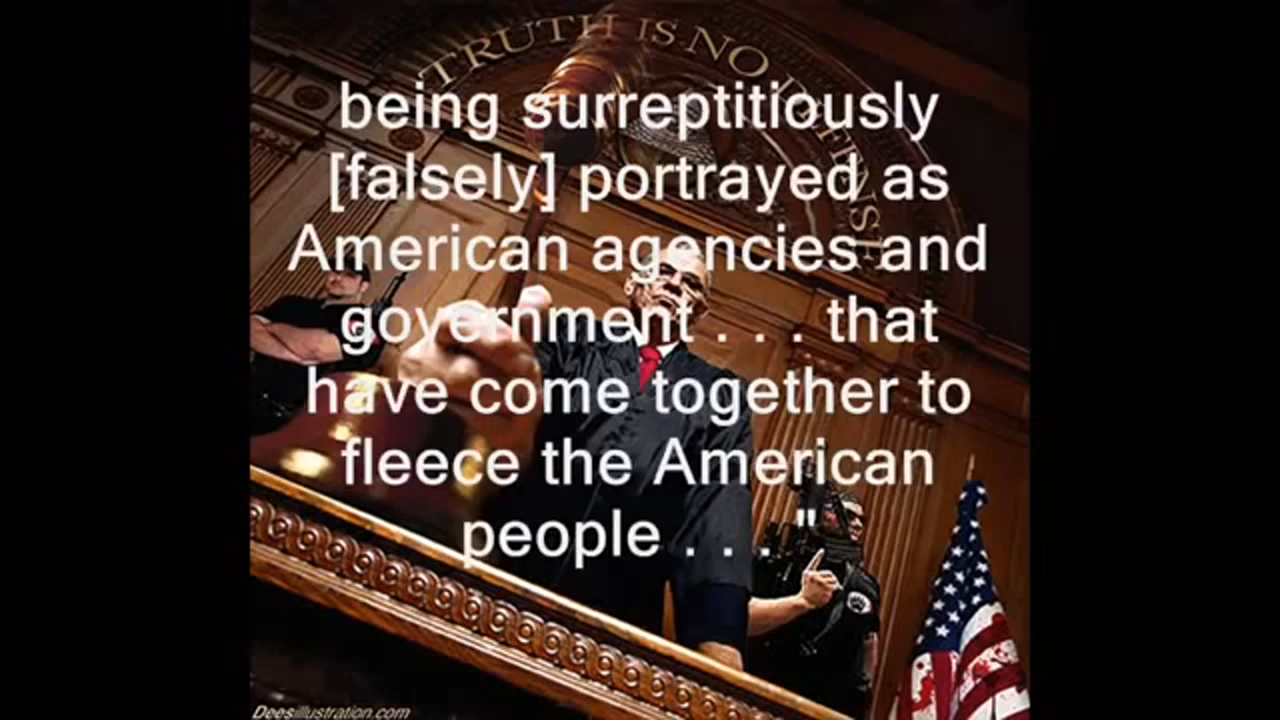 TRUTH IS NO DEFENSE
being surreptitiously
[falsely] portrayed as
American agencies and
government . . . that
have come together to
fleece the American
people . . . "
Deesillustration.com